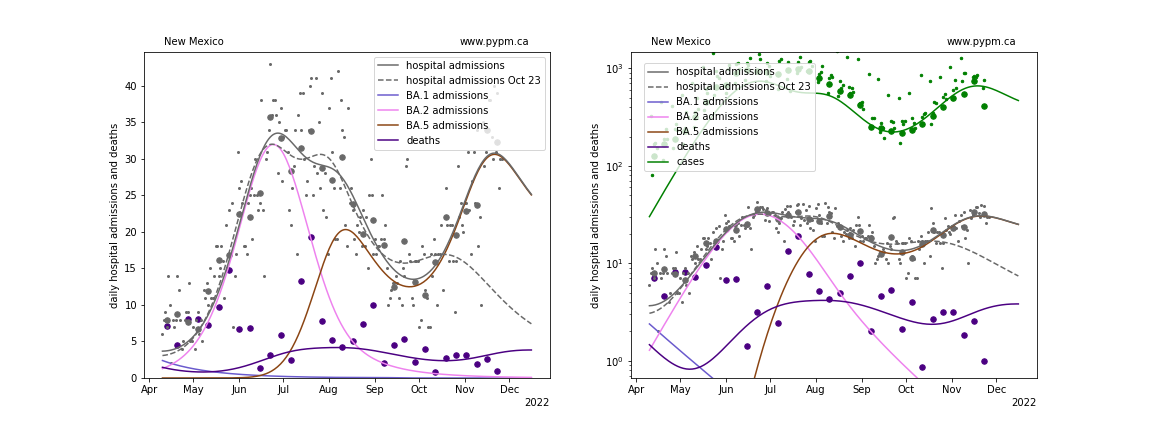 New Mexico
www.pypm.ca
daily hospital admissions and deaths
40
35
30
25
20
15
10
5
0
hospital admissions
hospital admissions Oct 23
BA.1 admissions
BA.2 admissions
BA.5 admissions
deaths
Apr
May
Jun
Jul
Aug
Sep
Oct
Nov
Dec
2022
New Mexico
www.pypm.ca
daily hospital admissions and deaths
10³
10²
10¹
10⁰
hospital admissions
hospital admissions Oct 23
BA.1 admissions
BA.2 admissions
BA.5 admissions
deaths
cases
Apr
May
Jun
Jul
Aug
Sep
Oct
Nov
Dec
2022